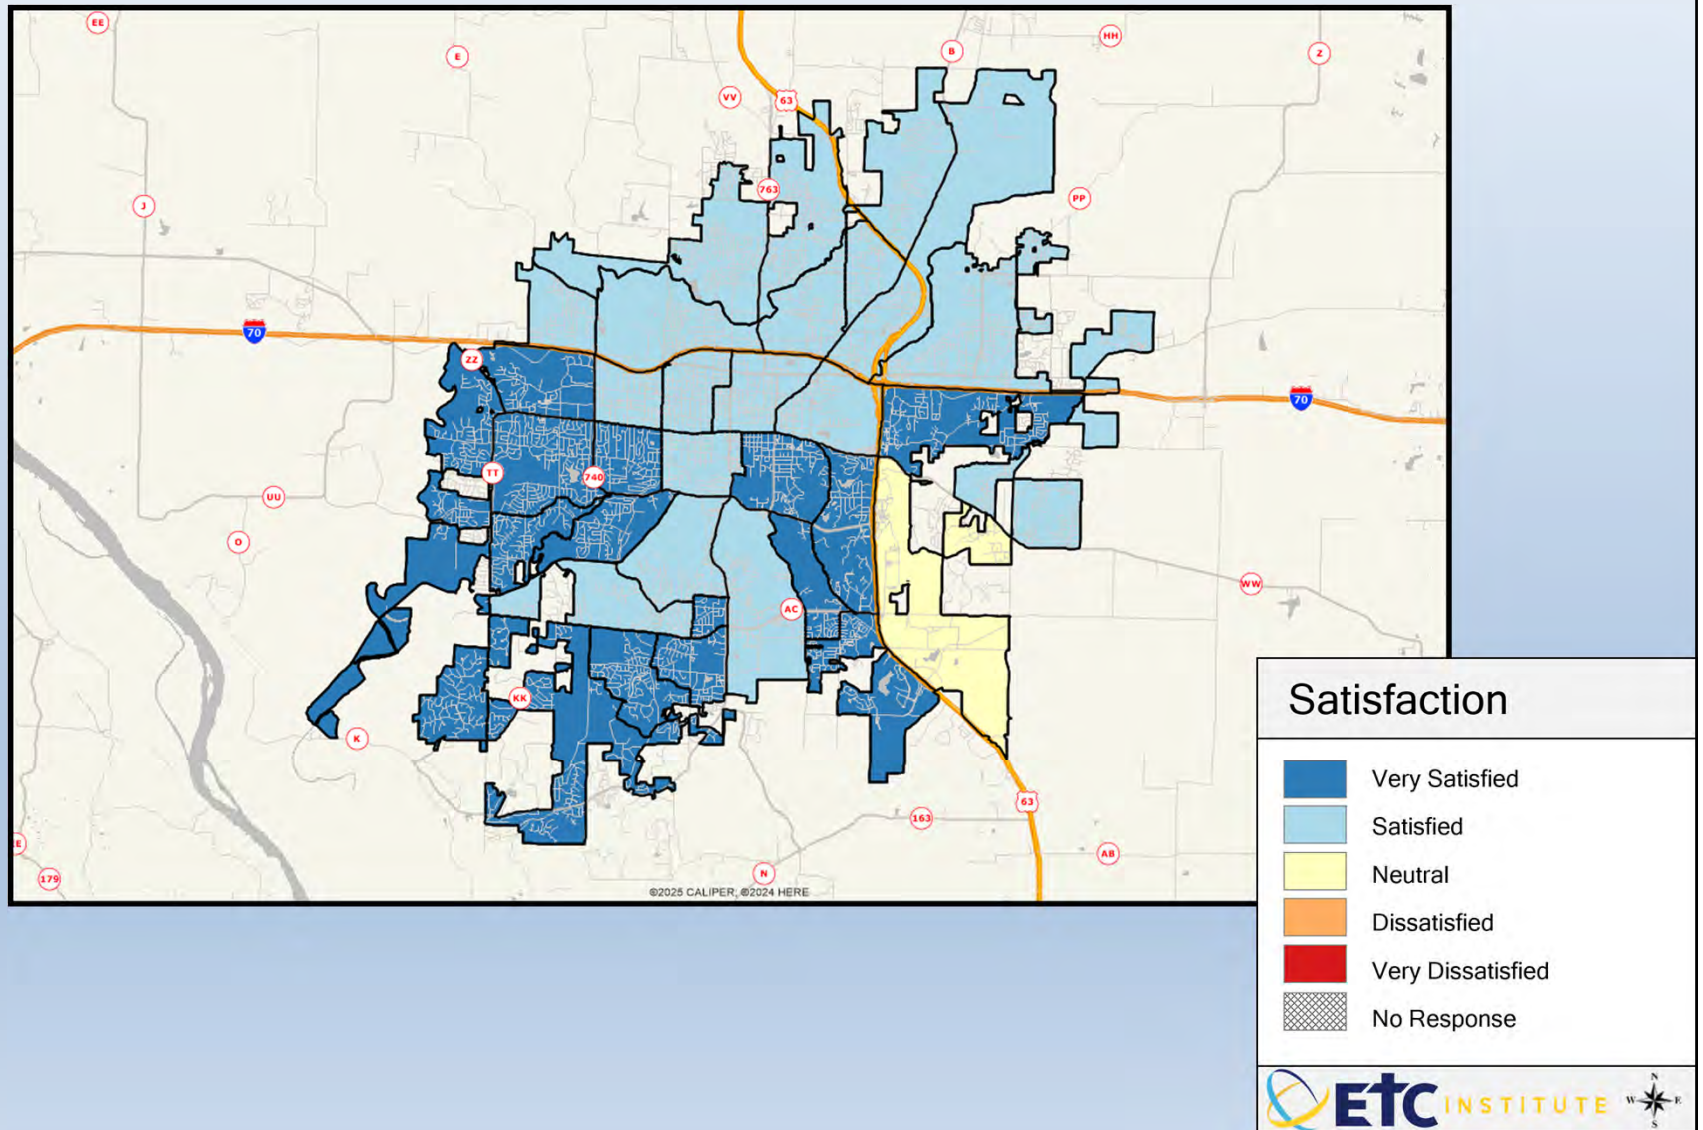 EE
HH
B
Z
E
VV
63
763
PP
J
70
ZZ
70
TT
740
UU
O
WW
AC
KK
K
63
163
E
AB
N
179
©2025 CALIPER; ©2024 HERE
Satisfaction
Very Satisfied
Satisfied
Neutral
Dissatisfied
Very Dissatisfied
No Response
ETC INSTITUTE
N
W E
S